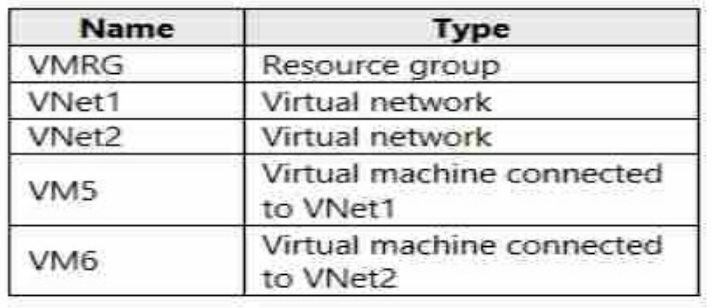 Name Type
VMRG Resource group
VNet1 Virtual network
VNet2 Virtual network
VM5 Virtual machine connected
to VNet1
VM6 Virtual machine connected
to VNet2